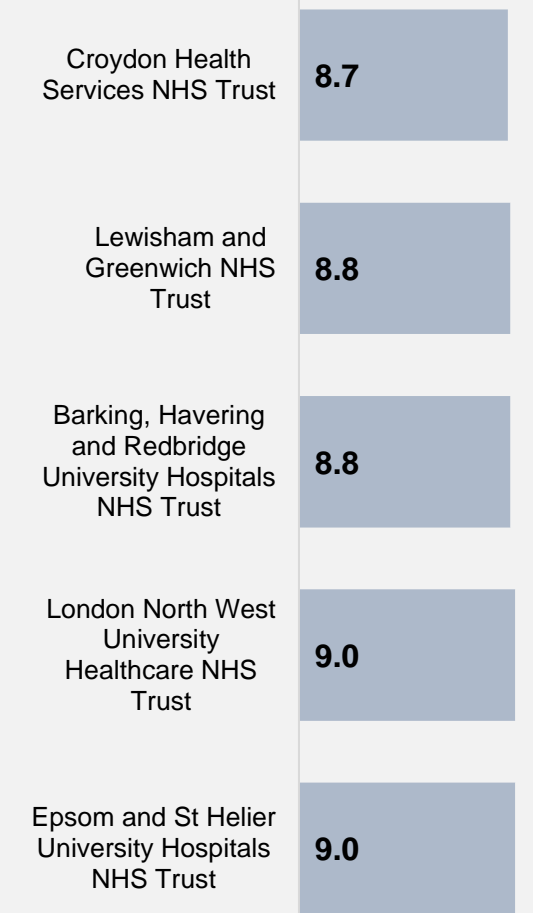 Croydon Health
Services NHS Trust
8.7
Lewisham and
Greenwich NHS
Trust
8.8
Barking, Havering
and Redbridge
University Hospitals
NHS Trust
8.8
London North West
University
Healthcare NHS
Trust
9.0
Epsom and St Helier
University Hospitals
NHS Trust
9.0